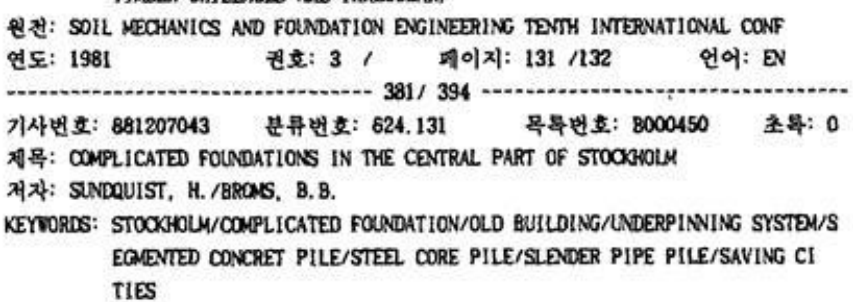 원전: SOIL MECHANICS AND FOUNDATION ENGINEERING TENTH INTERNATIONAL CONF
연도: 1981 권호: 3 / 페이지: 131 /132 언어: EN
--------------------------------- 381/ 394 ---------------------------------
기사번호: 881207043 분류번호: 624.131 목록번호: B000450 초록: 0
제목: COMPLICATED FOUNDATIONS IN THE CENTRAL PART OF STOCKHOLM
저자: SUNDQUIST, H./BROMS, B.B.
KEYWORDS: STOCKHOLM/COMPLICATED FOUNDATION/OLD BUILDING/UNDERPINNING SYSTEM/S
EGMENTED CONCRET PILE/STEEL CORE PILE/SLENDER PIPE PILE/SAVING CI
TIES